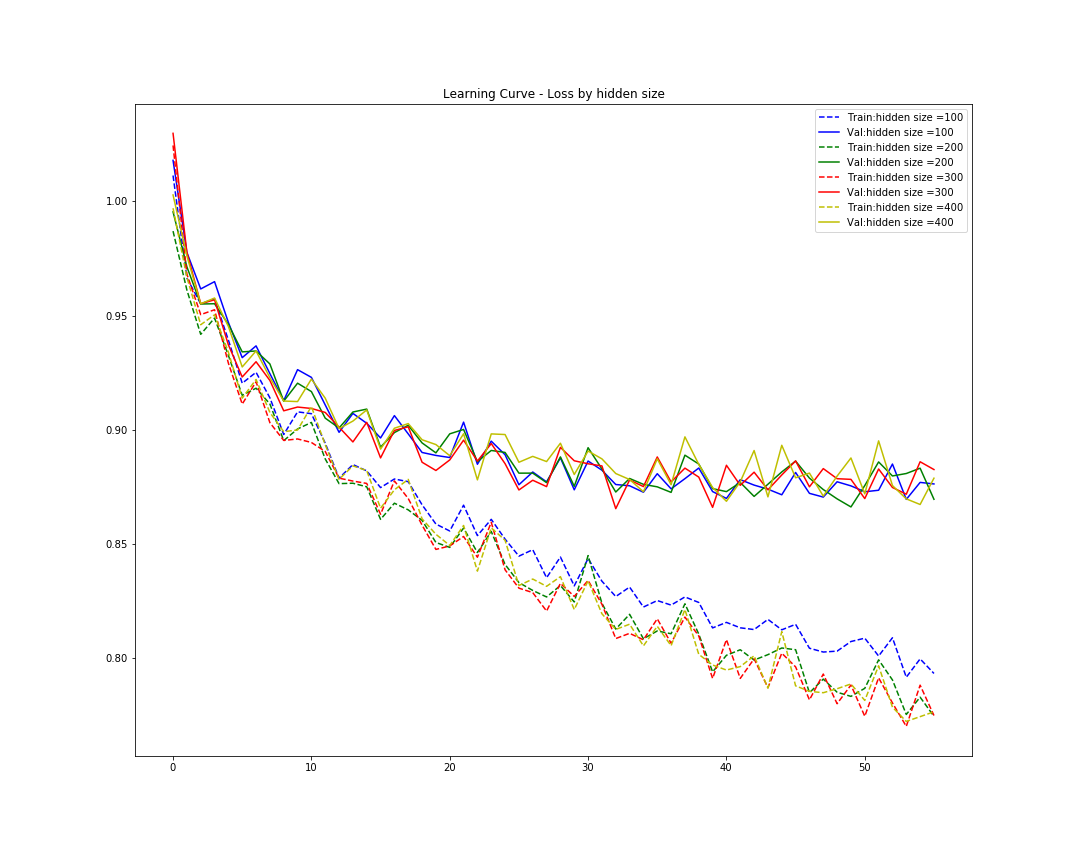 Learning Curve - Loss by hidden size
Train:hidden size =100
Val:hidden size =100
Train:hidden size =200
Val:hidden size =200
Train:hidden size =300
Val:hidden size =300
Train:hidden size =400
Val:hidden size =400
1.00
0.95
0.90
0.85
0.80
0 10 20 30 40 50